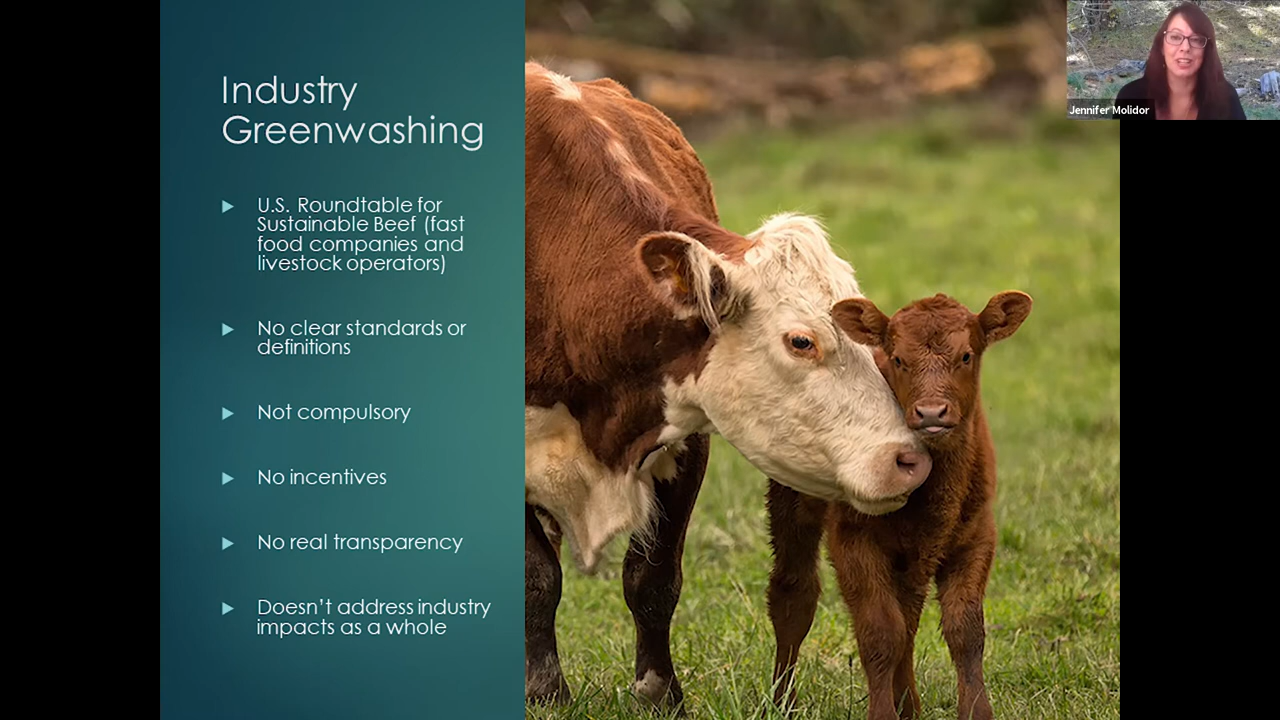 Industry
Greenwashing
U.S. Roundtable for
Sustainable Beef (fast
food companies and
livestock operators)
No clear standards or
definitions
Not compulsory
No incentives
No real transparency
Doesn't address industry
impacts as a whole
Jennifer Molidor